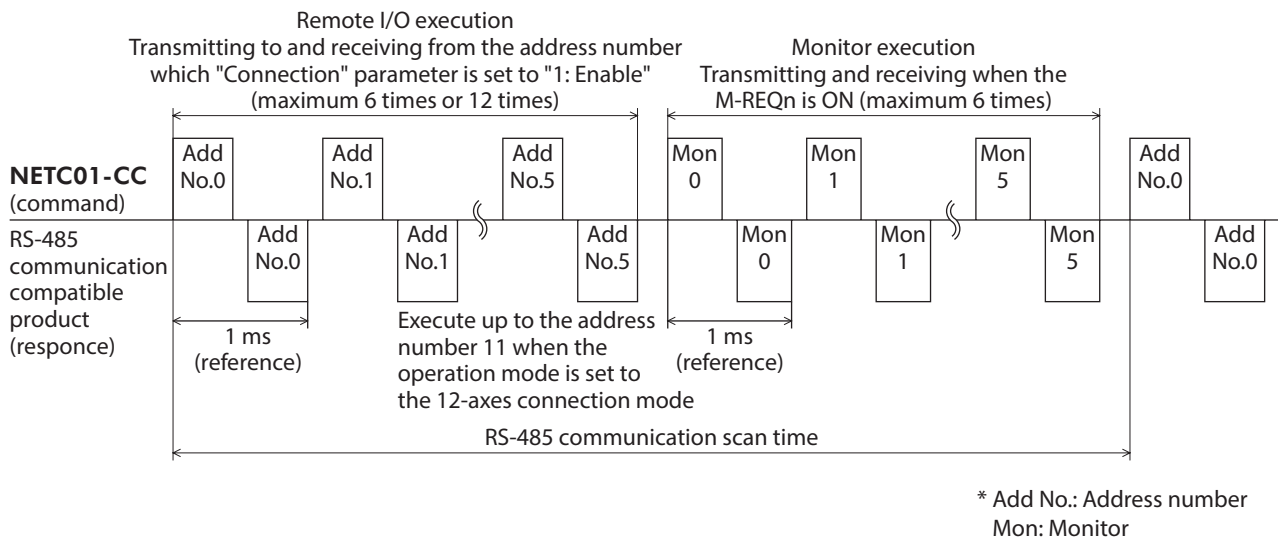 Remote I/O execution
Transmitting to and receiving from the address number
which "Connection" parameter is set to "1: Enable"
(maximum 6 times or 12 times)
Monitor execution
Transmitting and receiving when the
M-REQn is ON (maximum 6 times)
NETC01-CC
(command)
Add
No.0
Add
No.1
Add
No.5
Mon
0
Mon
1
Mon
5
Add
No.0
RS-485
communication
compatible
product
(responce)
Add
No.0
Add
No.1
Add
No.5
Mon
0
Mon
1
Mon
5
Add
No.0
1 ms
(reference)
Execute up to the address
number 11 when the
operation mode is set to
the 12-axes connection mode
1 ms
(reference)
RS-485 communication scan time
* Add No.: Address number
Mon: Monitor